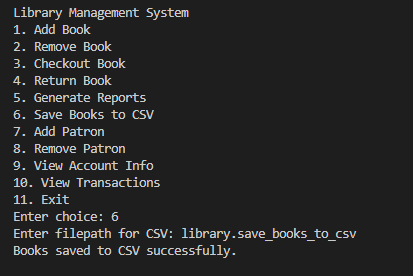 Library Management System
1. Add Book
2. Remove Book
3. Checkout Book
4. Return Book
5. Generate Reports
6. Save Books to CSV
7. Add Patron
8. Remove Patron
9. View Account Info
10. View Transactions
11. Exit
Enter choice: 6
Enter filepath for CSV: library.save_books_to_csv
Books saved to CSV successfully.